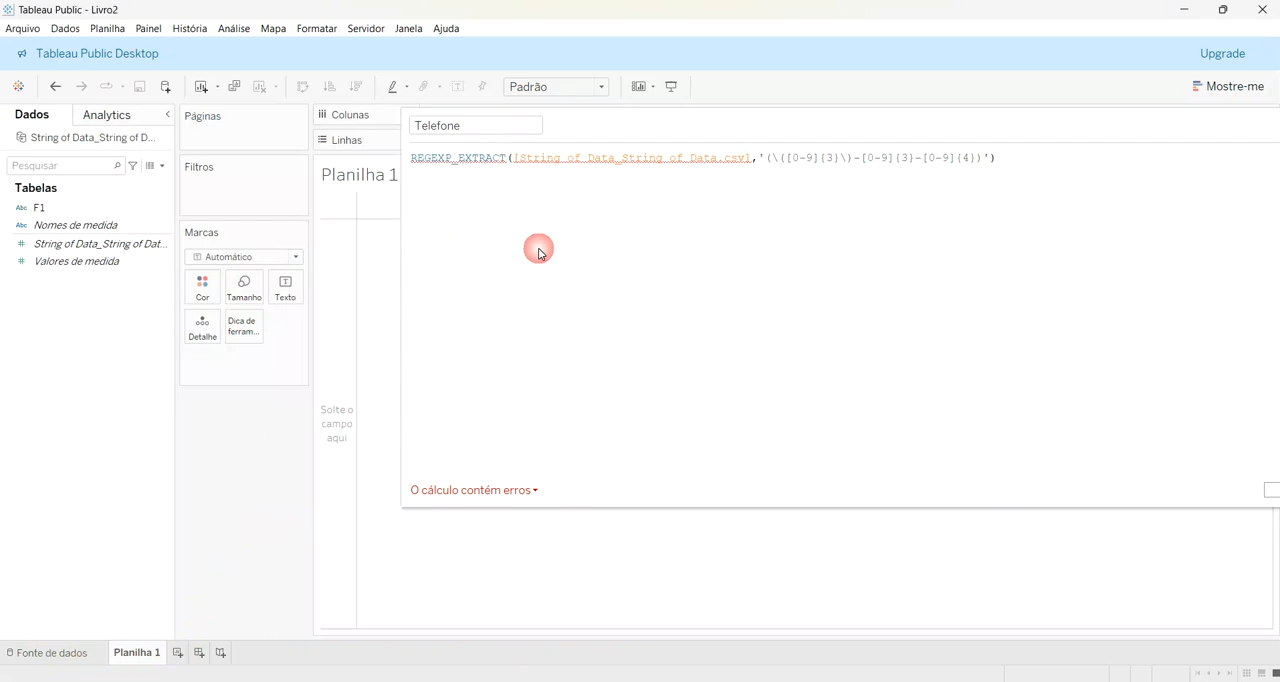 Tableau Public - Livro2
Arquivo Dados Planilha Painel História Análise Mapa Formatar Servidor Janela Ajuda
Tableau Public Desktop Upgrade
Padrão Mostre-me
Dados Analytics
String of Data_String of D...
Pesquisar
Tabelas
Abc F1
Abc Nomes de medida
# String of Data_String of Dat...
# Valores de medida
Páginas
Filtros
Marcas
Automático
Cor Tamanho Texto
Detalhe Dica de ferram...
Colunas
Linhas
Planilha 1
Solte o
campo
aqui
Telefone
REGEXP_EXTRACT([String of Data_String of Data.csv],'(\([0-9]{3}\)-[0-9]{3}-[0-9]{4})')
O cálculo contém erros
Fonte de dados Planilha 1